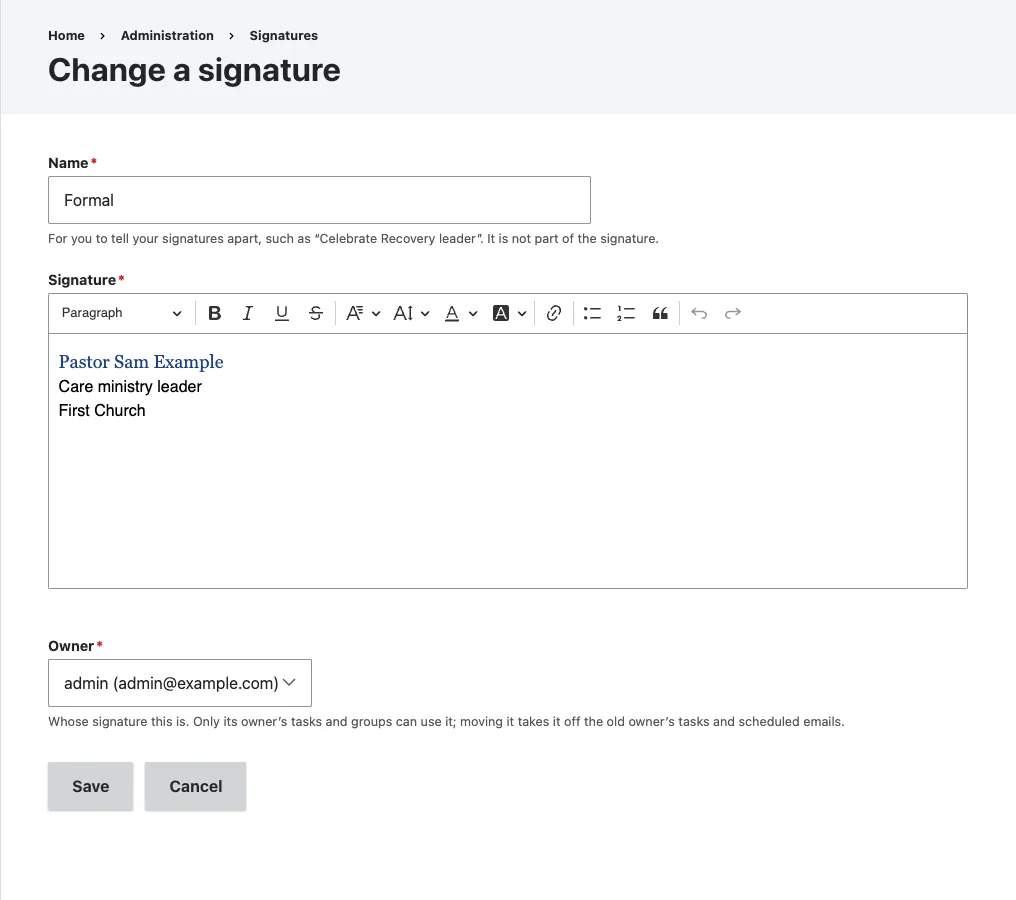 Home › Administration › Signatures
Change a signature
Name*
Formal
For you to tell your signatures apart, such as “Celebrate Recovery leader”. It is not part of the signature.
Signature*
Paragraph B I U S A A A A
Pastor Sam Example
Care ministry leader
First Church
Owner*
admin (admin@example.com)
Whose signature this is. Only its owner’s tasks and groups can use it; moving it takes it off the old owner’s tasks and scheduled emails.
Save Cancel